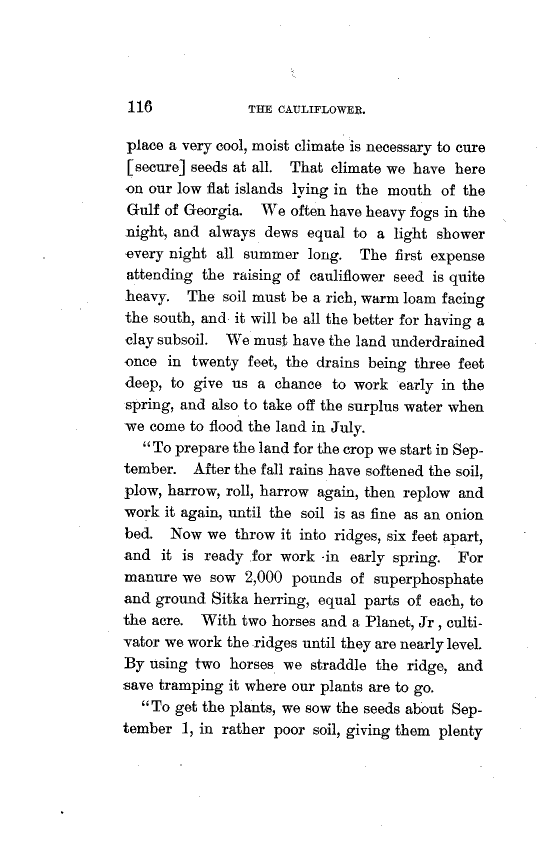 116 THE CAULIFLOWER.
place a very cool, moist climate is necessary to cure
[secure] seeds at all. That climate we have here
on our low flat islands lying in the mouth of the
Gulf of Georgia. We often have heavy fogs in the
night, and always dews equal to a light shower
every night all summer long. The first expense
attending the raising of cauliflower seed is quite
heavy. The soil must be a rich, warm loam facing
the south, and it will be all the better for having a
clay subsoil. We must have the land underdrained
once in twenty feet, the drains being three feet
deep, to give us a chance to work early in the
spring, and also to take off the surplus water when
we come to flood the land in July.
"To prepare the land for the crop we start in Sep-
tember. After the fall rains have softened the soil,
plow, harrow, roll, harrow again, then replow and
work it again, until the soil is as fine as an onion
bed. Now we throw it into ridges, six feet apart,
and it is ready for work in early spring. For
manure we sow 2,000 pounds of superphosphate
and ground Sitka herring, equal parts of each, to
the acre. With two horses and a Planet, Jr, culti-
vator we work the ridges until they are nearly level.
By using two horses we straddle the ridge, and
save tramping it where our plants are to go.
"To get the plants, we sow the seeds about Sep-
tember 1, in rather poor soil, giving them plenty